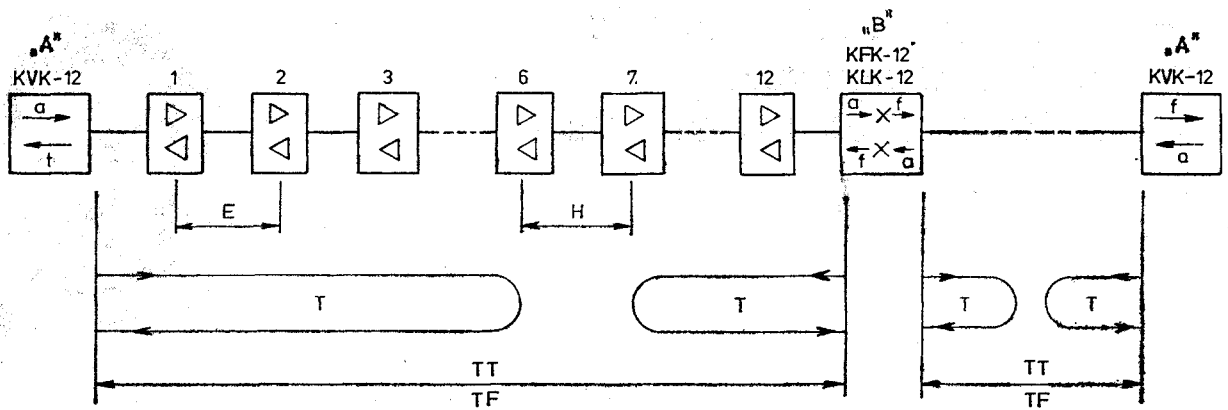 „A” „B” „A”
KVK-12 1 2 3 6 7. 12 KFK-12 KVK-12
KLK-12
a a f f
f f a a
E H
T T T T
TT TT
TF TF